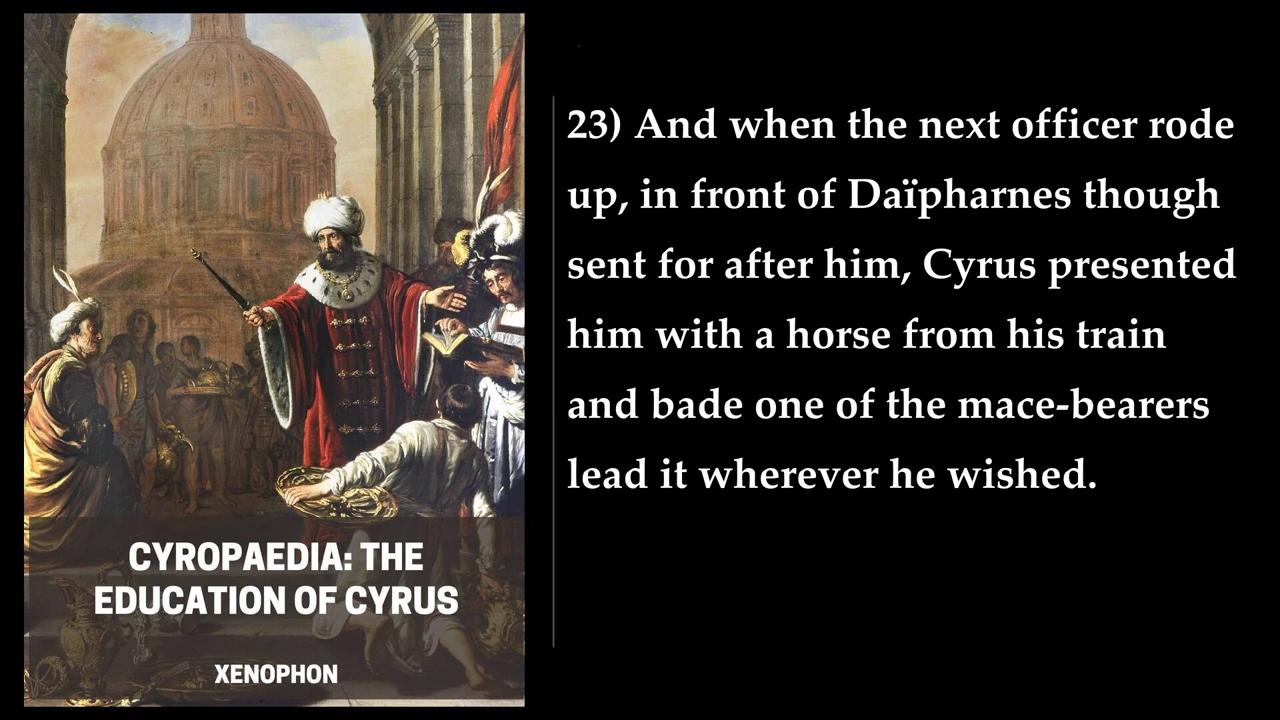 23) And when the next officer rode
up, in front of Daïpharnes though
sent for after him, Cyrus presented
him with a horse from his train
and bade one of the mace-bearers
lead it wherever he wished.
CYROPAEDIA: THE
EDUCATION OF CYRUS
XENOPHON